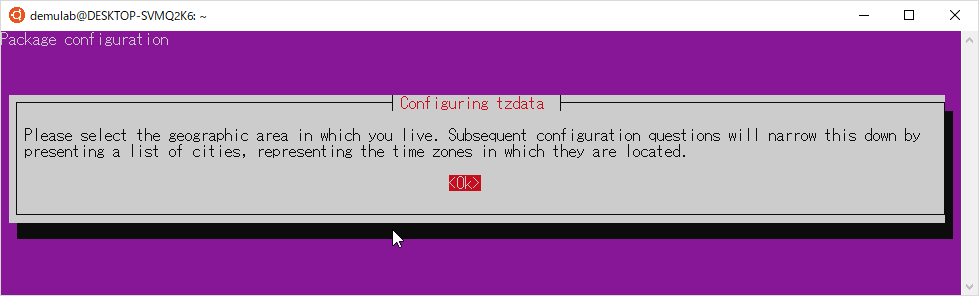 demulab@DESKTOP-SVMQ2K6: ~
Package configuration
Configuring tzdata
Please select the geographic area in which you live. Subsequent configuration questions will narrow this down by
presenting a list of cities, representing the time zones in which they are located.
<Ok>